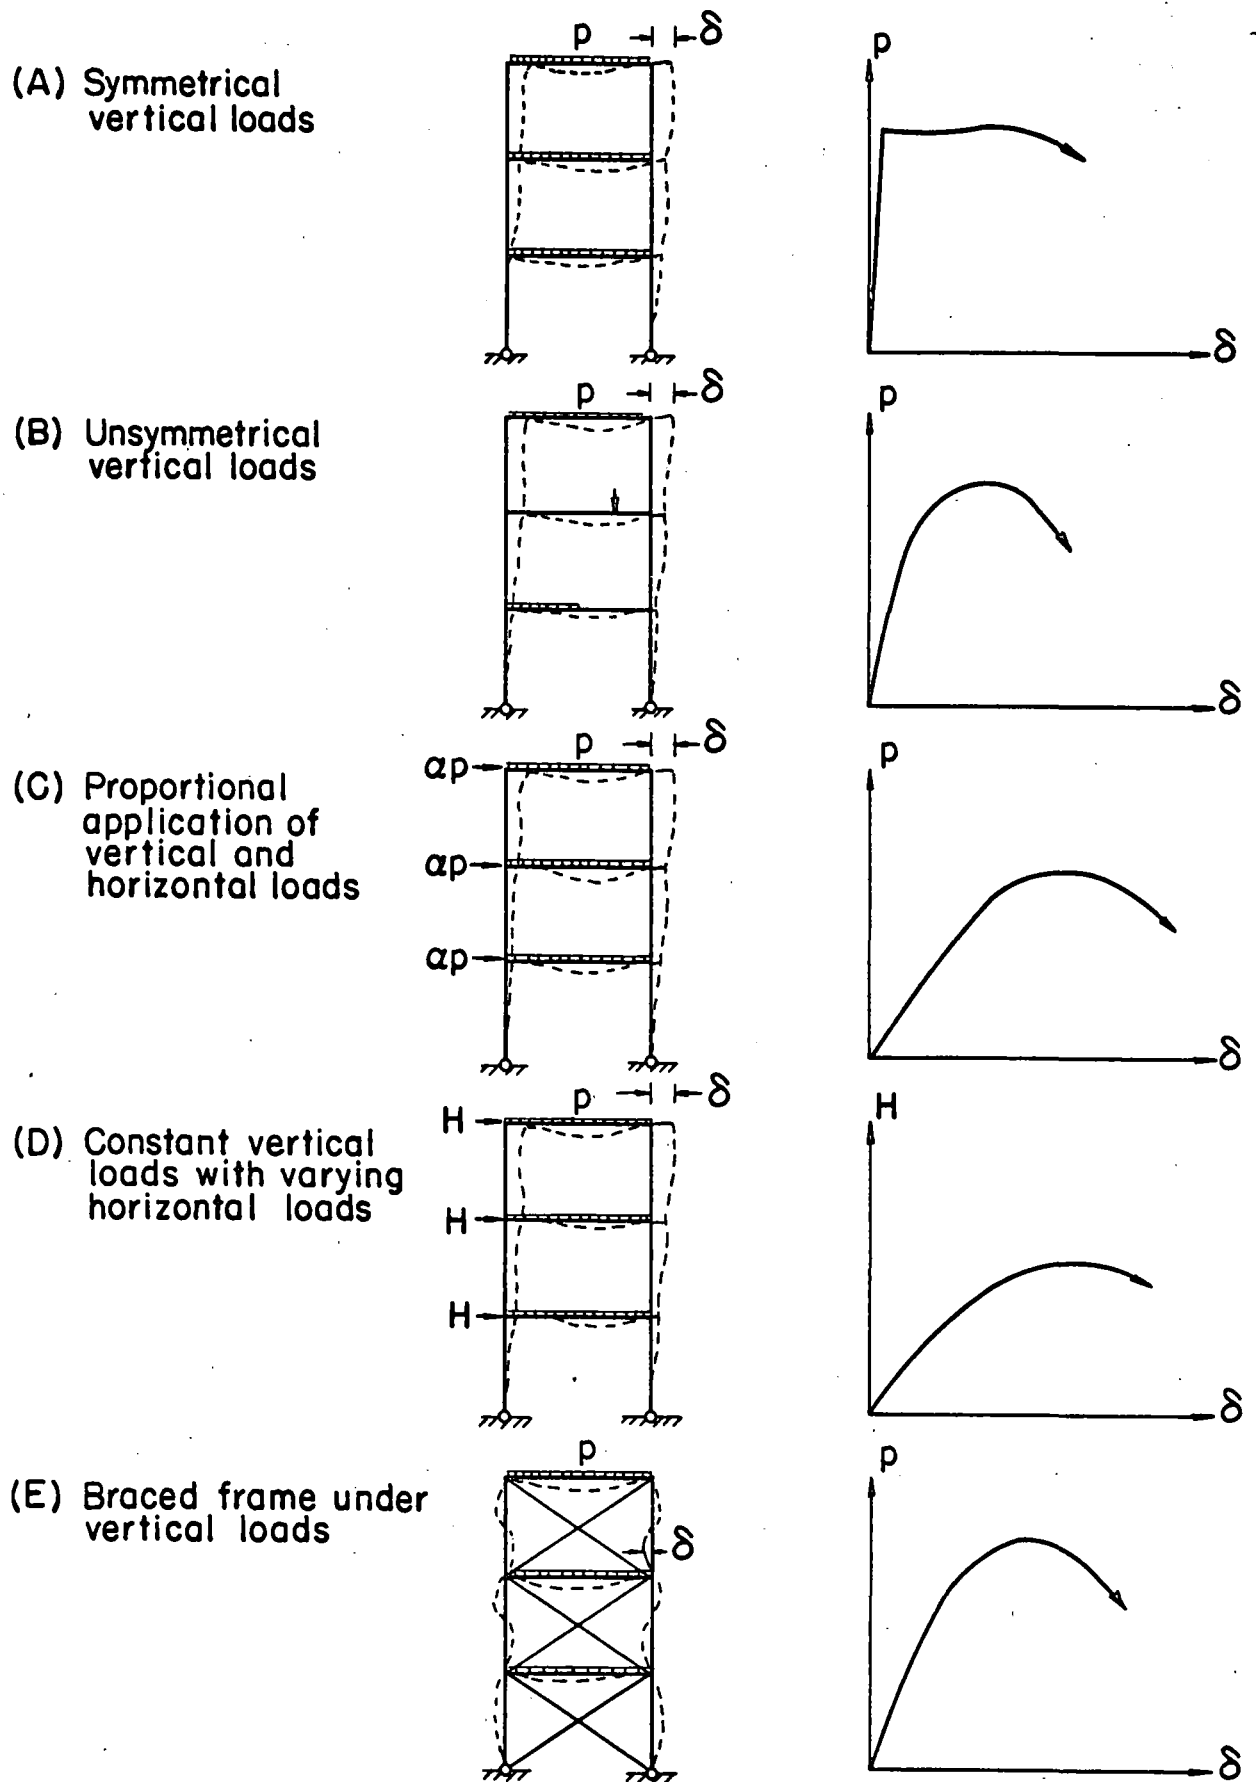 p δ
p
(A) Symmetrical
vertical loads
δ
p δ
p
(B) Unsymmetrical
vertical loads
δ
p δ
p
αp
(C) Proportional
application of
vertical and
horizontal loads
αp
αp
δ
p δ
H
H
(D) Constant vertical
loads with varying
horizontal loads
H
H
δ
p
p
(E) Braced frame under
vertical loads
δ
δ